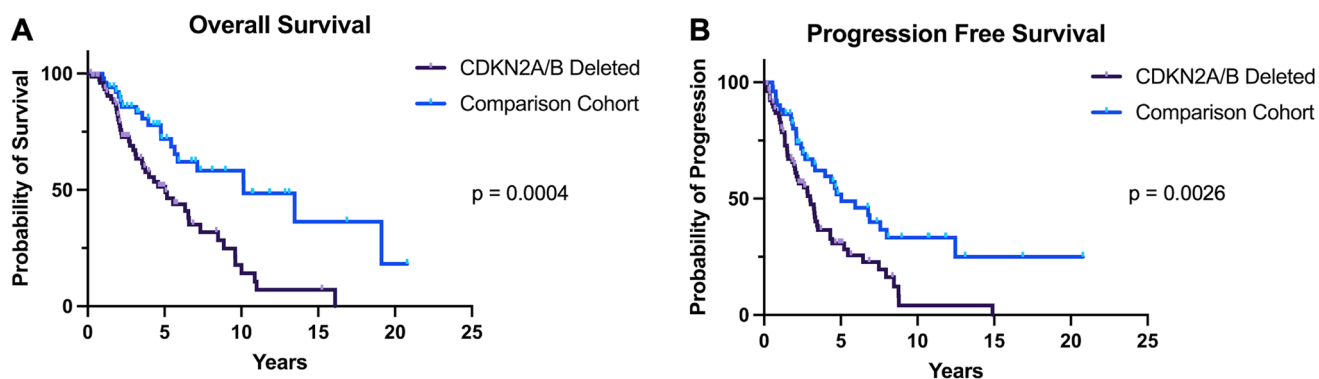 A
Overall Survival
Probability of Survival
100
50
0
0 5 10 15 20 25
Years
CDKN2A/B Deleted
Comparison Cohort
p = 0.0004
B
Progression Free Survival
Probability of Progression
100
50
0
0 5 10 15 20 25
Years
CDKN2A/B Deleted
Comparison Cohort
p = 0.0026